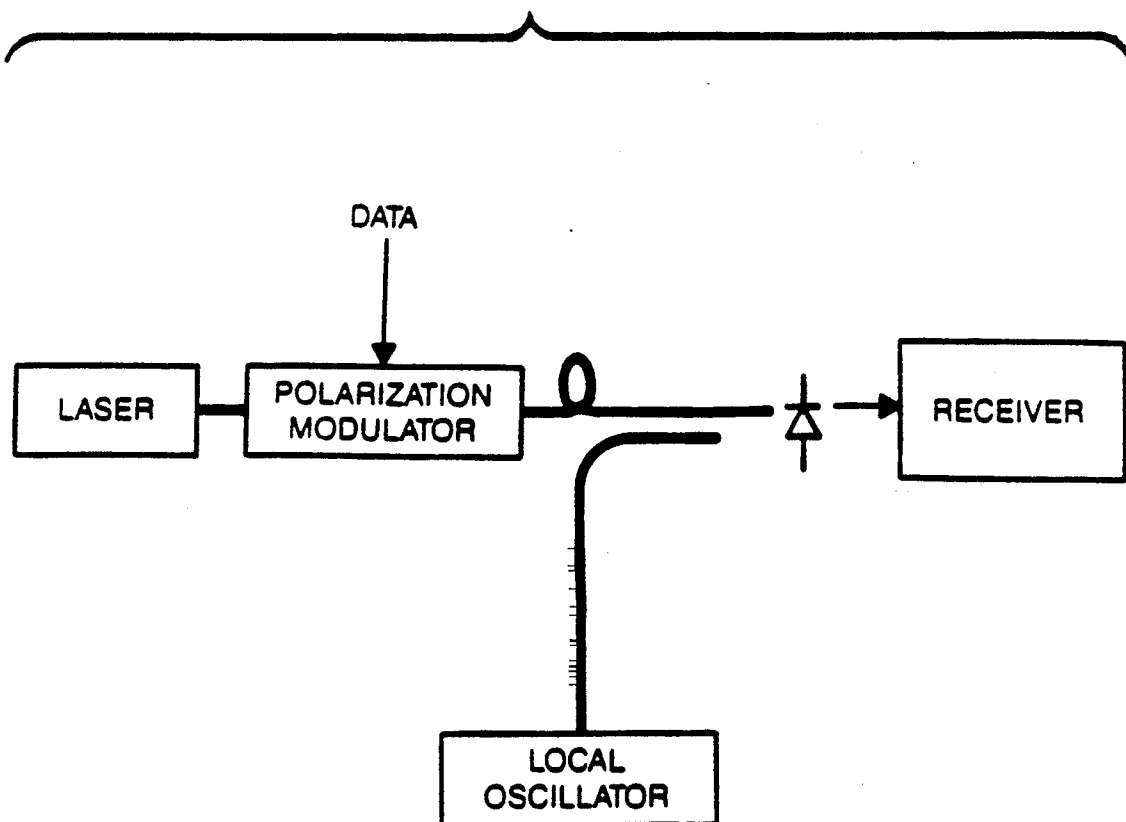 DATA
LASER
POLARIZATION
MODULATOR
RECEIVER
LOCAL
OSCILLATOR